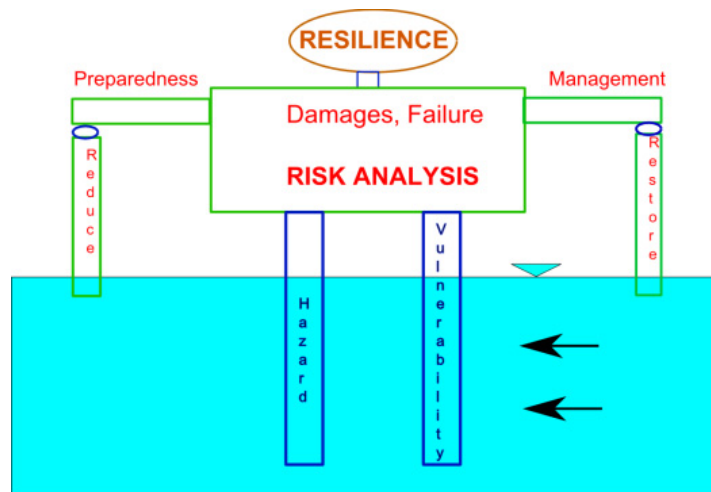 RESILIENCE
Preparedness
Management
Damages, Failure
RISK ANALYSIS
Reduce
Restore
Hazard
Vulnerability